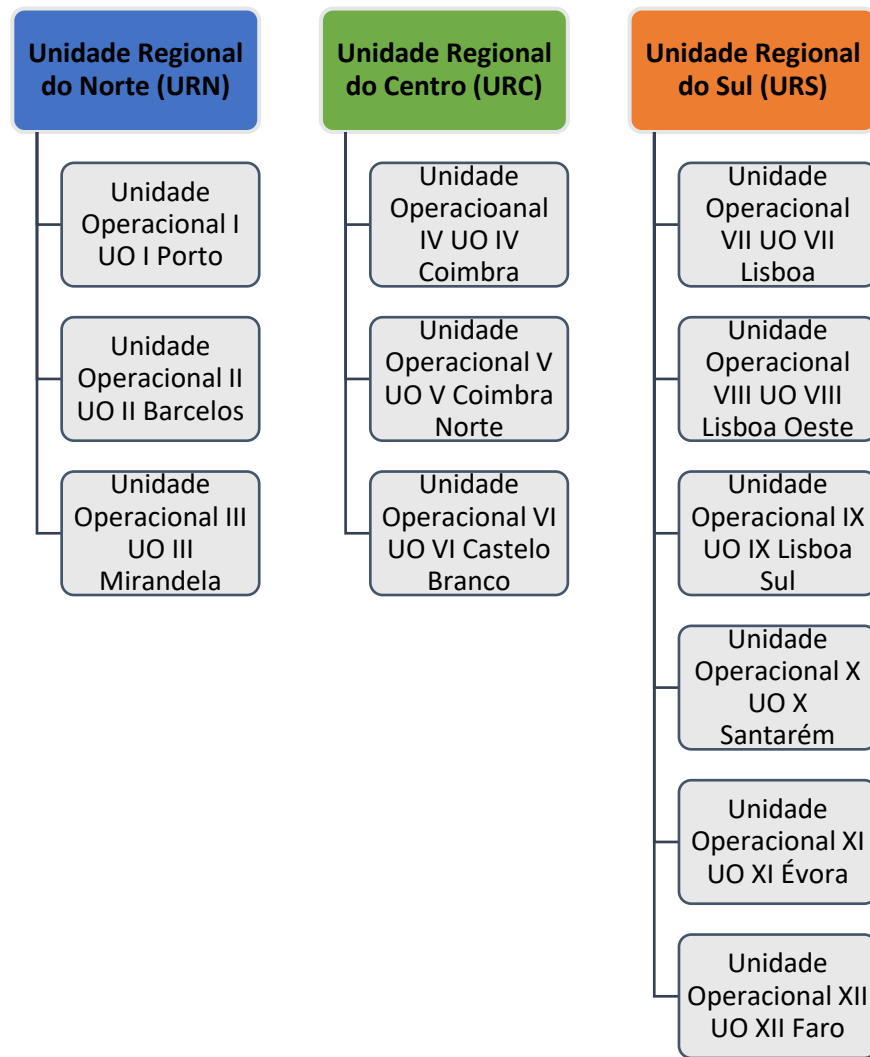 Unidade Regional
do Norte (URN)
Unidade
Operacional I
UO I Porto
Unidade
Operacional II
UO II Barcelos
Unidade
Operacional III
UO III
Mirandela
Unidade Regional
do Centro (URC)
Unidade
Operacioanal
IV UO IV
Coimbra
Unidade
Operacional V
UO V Coimbra
Norte
Unidade
Operacional VI
UO VI Castelo
Branco
Unidade Regional
do Sul (URS)
Unidade
Operacional
VII UO VII
Lisboa
Unidade
Operacional
VIII UO VIII
Lisboa Oeste
Unidade
Operacional IX
UO IX Lisboa
Sul
Unidade
Operacional X
UO X
Santarém
Unidade
Operacional XI
UO XI Évora
Unidade
Operacional XII
UO XII Faro